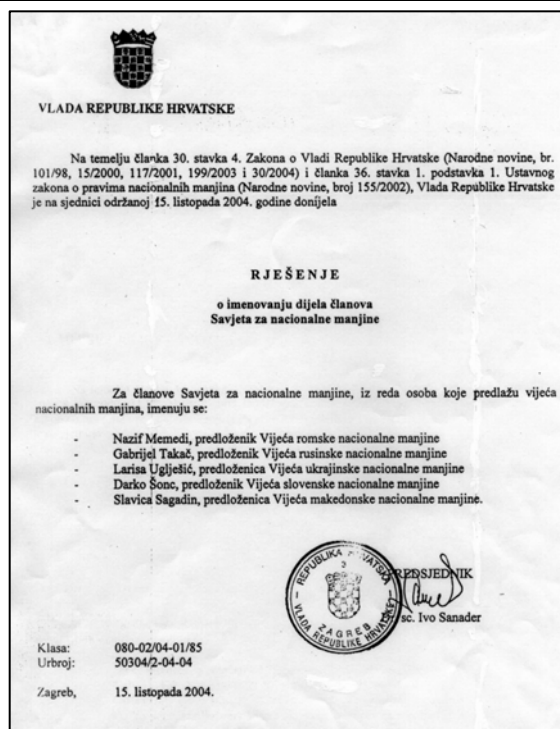 VLADA REPUBLIKE HRVATSKE
Na temelju članka 30. stavka 4. Zakona o Vladi Republike Hrvatske (Narodne novine, br.
101/98, 15/2000, 117/2001, 199/2003 i 30/2004) i članka 36. stavka 1. podstavka 1. Ustavnog
zakona o pravima nacionalnih manjina (Narodne novine, broj 155/2002), Vlada Republike Hrvatske
je na sjednici održanoj 15. listopada 2004. godine donijela
RJEŠENJE
o imenovanju dijela članova
Savjeta za nacionalne manjine
Za članove Savjeta za nacionalne manjine, iz reda osoba koje predlažu vijeća
nacionalnih manjina, imenuju se:
- Nazif Memedi, predloženik Vijeća romske nacionalne manjine
- Gabrijel Takač, predloženik Vijeća rusinske nacionalne manjine
- Larisa Uglješić, predloženica Vijeća ukrajinske nacionalne manjine
- Darko Šonc, predloženik Vijeća slovenske nacionalne manjine
- Slavica Sagadin, predloženica Vijeća makedonske nacionalne manjine.
REPUBLIKA HRVATSKA
VLADA REPUBLIKE HRVATSKE
ZAGREB
REDSJEDNIK
sc. Ivo Sanader
Klasa: 080-02/04-01/85
Urbroj: 50304/2-04-04
Zagreb, 15. listopada 2004.